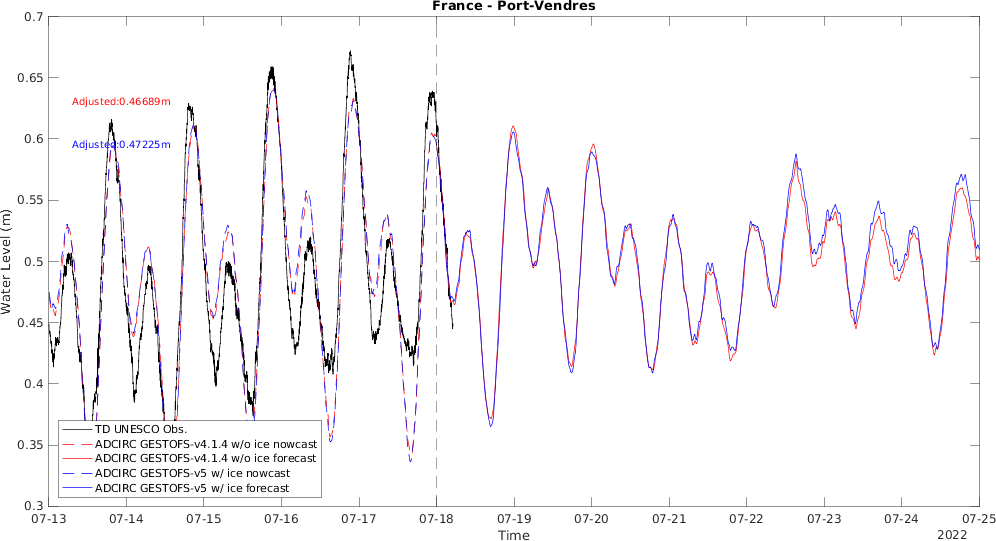 France - Port-Vendres
0.7
0.65
0.6
0.55
0.5
0.45
0.4
0.35
0.3
Water Level (m)
Adjusted:0.46689m
Adjusted:0.47225m
TD UNESCO Obs.
ADCIRC GESTOFS-v4.1.4 w/o ice nowcast
ADCIRC GESTOFS-v4.1.4 w/o ice forecast
ADCIRC GESTOFS-v5 w/ ice nowcast
ADCIRC GESTOFS-v5 w/ ice forecast
07-13 07-14 07-15 07-16 07-17 07-18 07-19 07-20 07-21 07-22 07-23 07-24 07-25
Time
2022